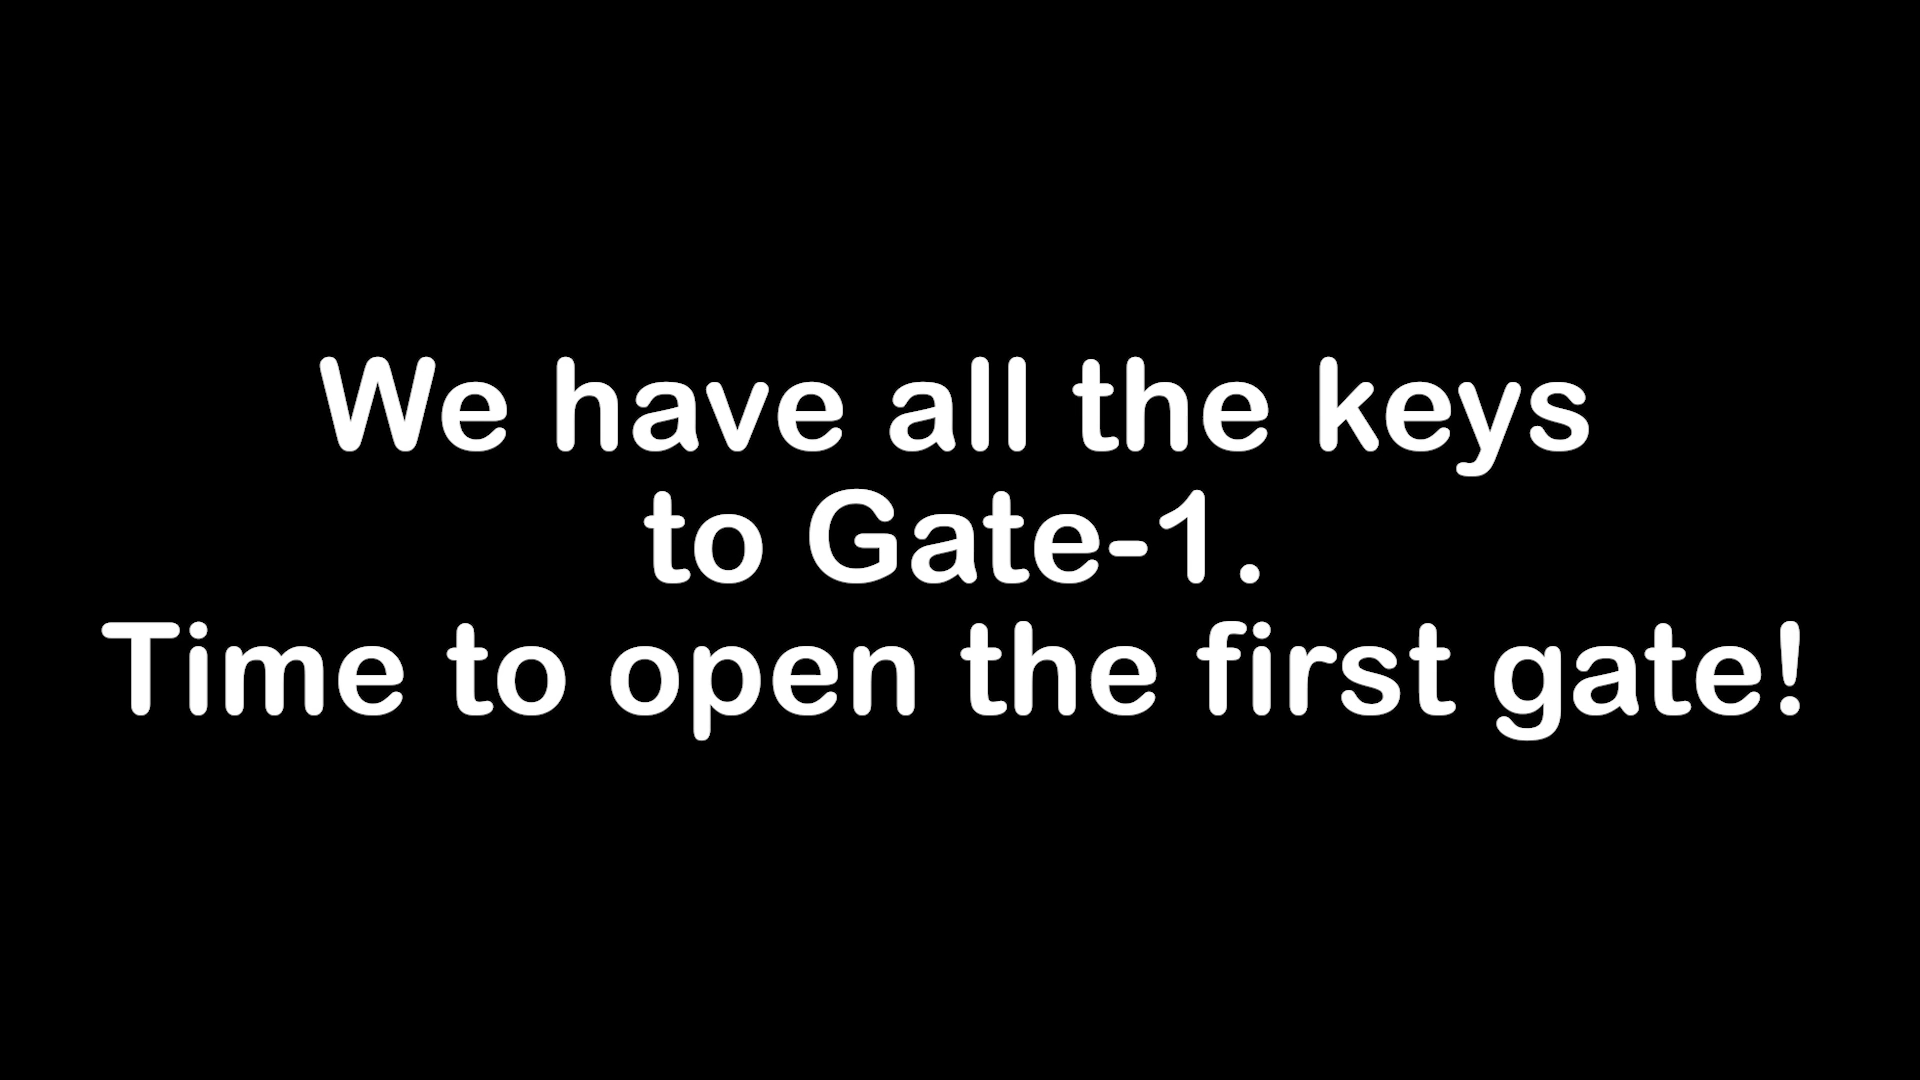 We have all the keys
to Gate-1.
Time to open the first gate!